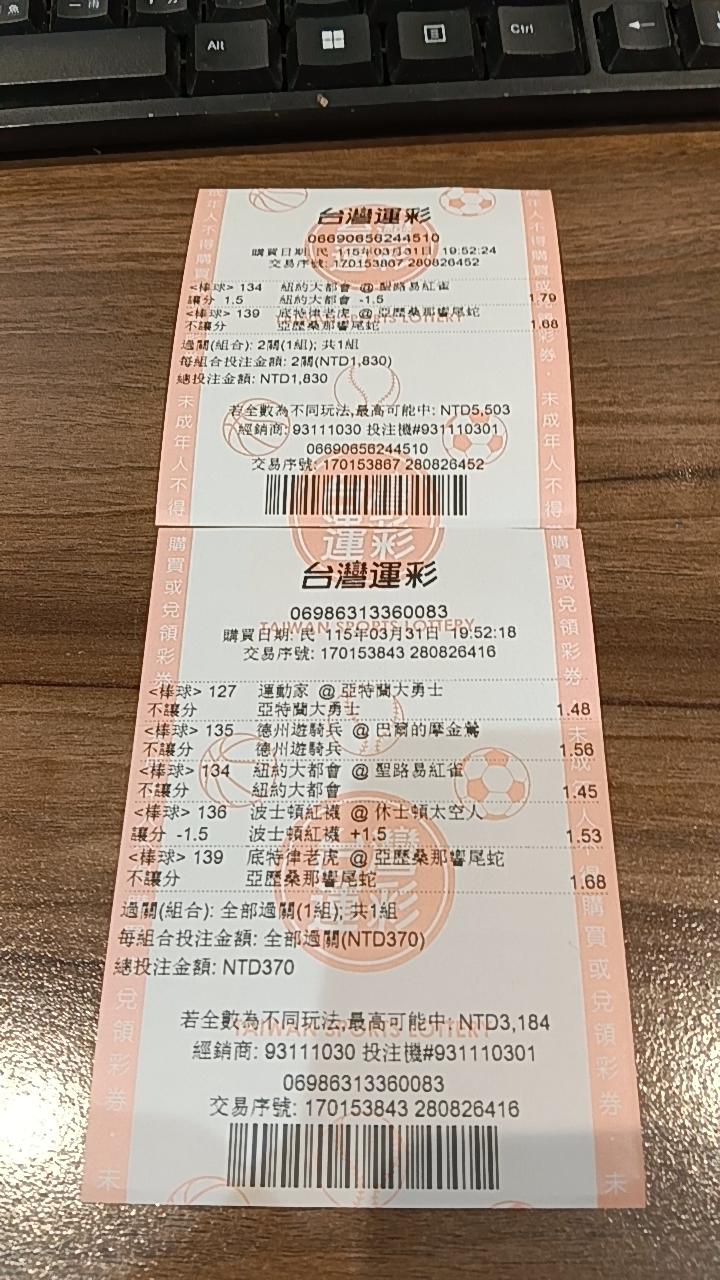 Alt
Ctrl
台灣運彩
06690656244510
購買日期: 民 115年03月31日 19:52:24
交易序號: 170153867 280826452
<棒球> 134 紐約大都會 @ 聖路易紅雀
讓分 1.5 紐約大都會 -1.5 1.79
<棒球> 139 底特律老虎 @ 亞歷桑那響尾蛇
不讓分 亞歷桑那響尾蛇 1.68
過關(組合): 2關(1組); 共1組
每組合投注金額: 2關(NTD1,830)
總投注金額: NTD1,830
若全數為不同玩法,最高可能中: NTD5,503
經銷商: 93111030 投注機#931110301
06690656244510
交易序號: 170153867 280826452
台灣運彩
06986313360083
TAIWAN SPORTS LOTTERY
購買日期: 民 115年03月31日 19:52:18
交易序號: 170153843 280826416
<棒球> 127 運動家 @ 亞特蘭大勇士
不讓分 亞特蘭大勇士 1.48
<棒球> 135 德州遊騎兵 @ 巴爾的摩金鶯
不讓分 德州遊騎兵 1.56
<棒球> 134 紐約大都會 @ 聖路易紅雀
不讓分 紐約大都會 1.45
<棒球> 136 波士頓紅襪 @ 休士頓太空人
讓分 -1.5 波士頓紅襪 +1.5 1.53
<棒球> 139 底特律老虎 @ 亞歷桑那響尾蛇
不讓分 亞歷桑那響尾蛇 1.68
過關(組合): 全部過關(1組); 共1組
每組合投注金額: 全部過關(NTD370)
總投注金額: NTD370
若全數為不同玩法,最高可能中: NTD3,184
TAIWAN SPORTS LOTTERY
經銷商: 93111030 投注機#931110301
06986313360083
交易序號: 170153843 280826416
未成年人不得
購買或兌領彩券